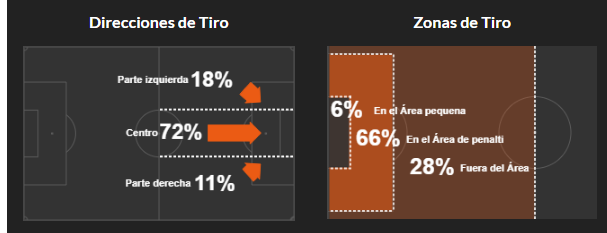 Direcciones de Tiro
Parte izquierda 18%
Centro 72%
Parte derecha 11%
Zonas de Tiro
6% En el Área pequena
66% En el Área de penalti
28% Fuera del Área